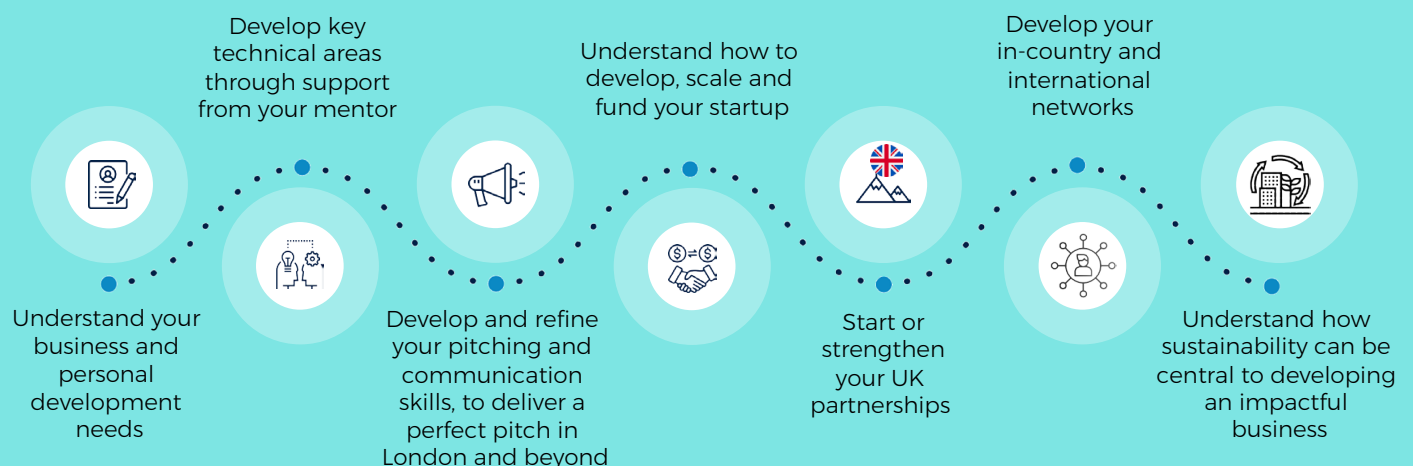 Understand your
business and
personal
development
needs
Develop key
technical areas
through support
from your mentor
Develop and refine
your pitching and
communication
skills, to deliver a
perfect pitch in
London and beyond
Understand how to
develop, scale and
fund your startup
Start or
strengthen
your UK
partnerships
Develop your
in-country and
international
networks
Understand how
sustainability can be
central to developing
an impactful
business